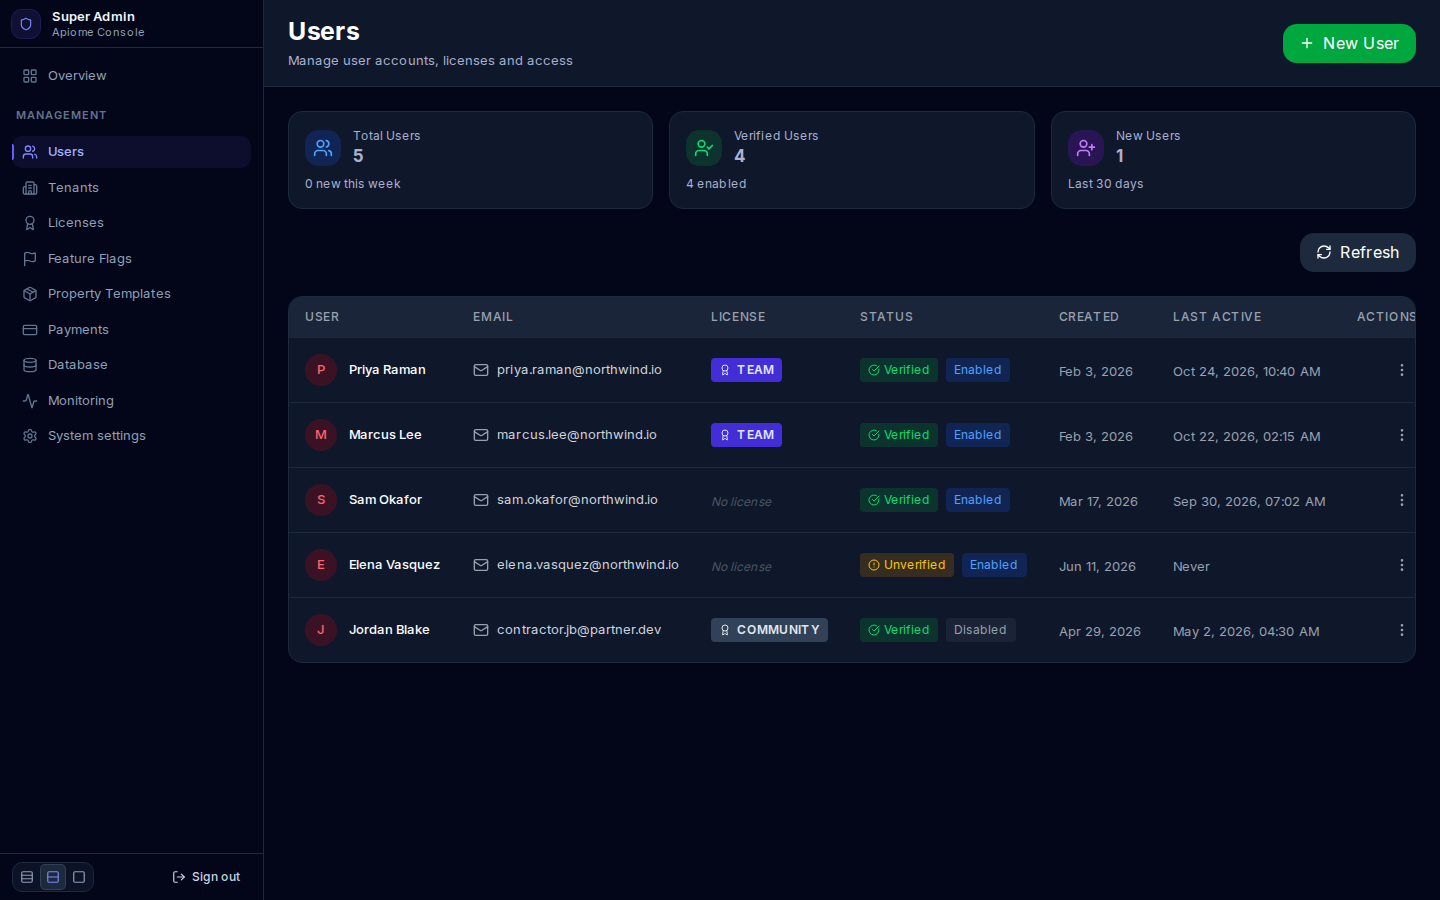 Super Admin
Apiome Console
Overview
MANAGEMENT
Users
Tenants
Licenses
Feature Flags
Property Templates
Payments
Database
Monitoring
System settings
Sign out
Users
Manage user accounts, licenses and access
New User
Total Users
5
0 new this week
Verified Users
4
4 enabled
New Users
1
Last 30 days
Refresh
USER EMAIL LICENSE STATUS CREATED LAST ACTIVE ACTIONS
P Priya Raman priya.raman@northwind.io TEAM Verified Enabled Feb 3, 2026 Oct 24, 2026, 10:40 AM
M Marcus Lee marcus.lee@northwind.io TEAM Verified Enabled Feb 3, 2026 Oct 22, 2026, 02:15 AM
S Sam Okafor sam.okafor@northwind.io No license Verified Enabled Mar 17, 2026 Sep 30, 2026, 07:02 AM
E Elena Vasquez elena.vasquez@northwind.io No license Unverified Enabled Jun 11, 2026 Never
J Jordan Blake contractor.jb@partner.dev COMMUNITY Verified Disabled Apr 29, 2026 May 2, 2026, 04:30 AM